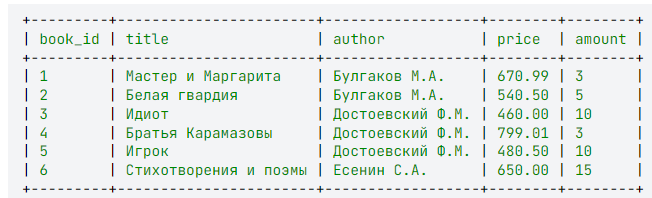 +---------+-----------------------+------------------+--------+--------+
| book_id | title                 | author           | price  | amount |
+---------+-----------------------+------------------+--------+--------+
| 1       | Мастер и Маргарита    | Булгаков М.А.    | 670.99 | 3      |
| 2       | Белая гвардия         | Булгаков М.А.    | 540.50 | 5      |
| 3       | Идиот                 | Достоевский Ф.М. | 460.00 | 10     |
| 4       | Братья Карамазовы     | Достоевский Ф.М. | 799.01 | 3      |
| 5       | Игрок                 | Достоевский Ф.М. | 480.50 | 10     |
| 6       | Стихотворения и поэмы | Есенин С.А.      | 650.00 | 15     |
+---------+-----------------------+------------------+--------+--------+